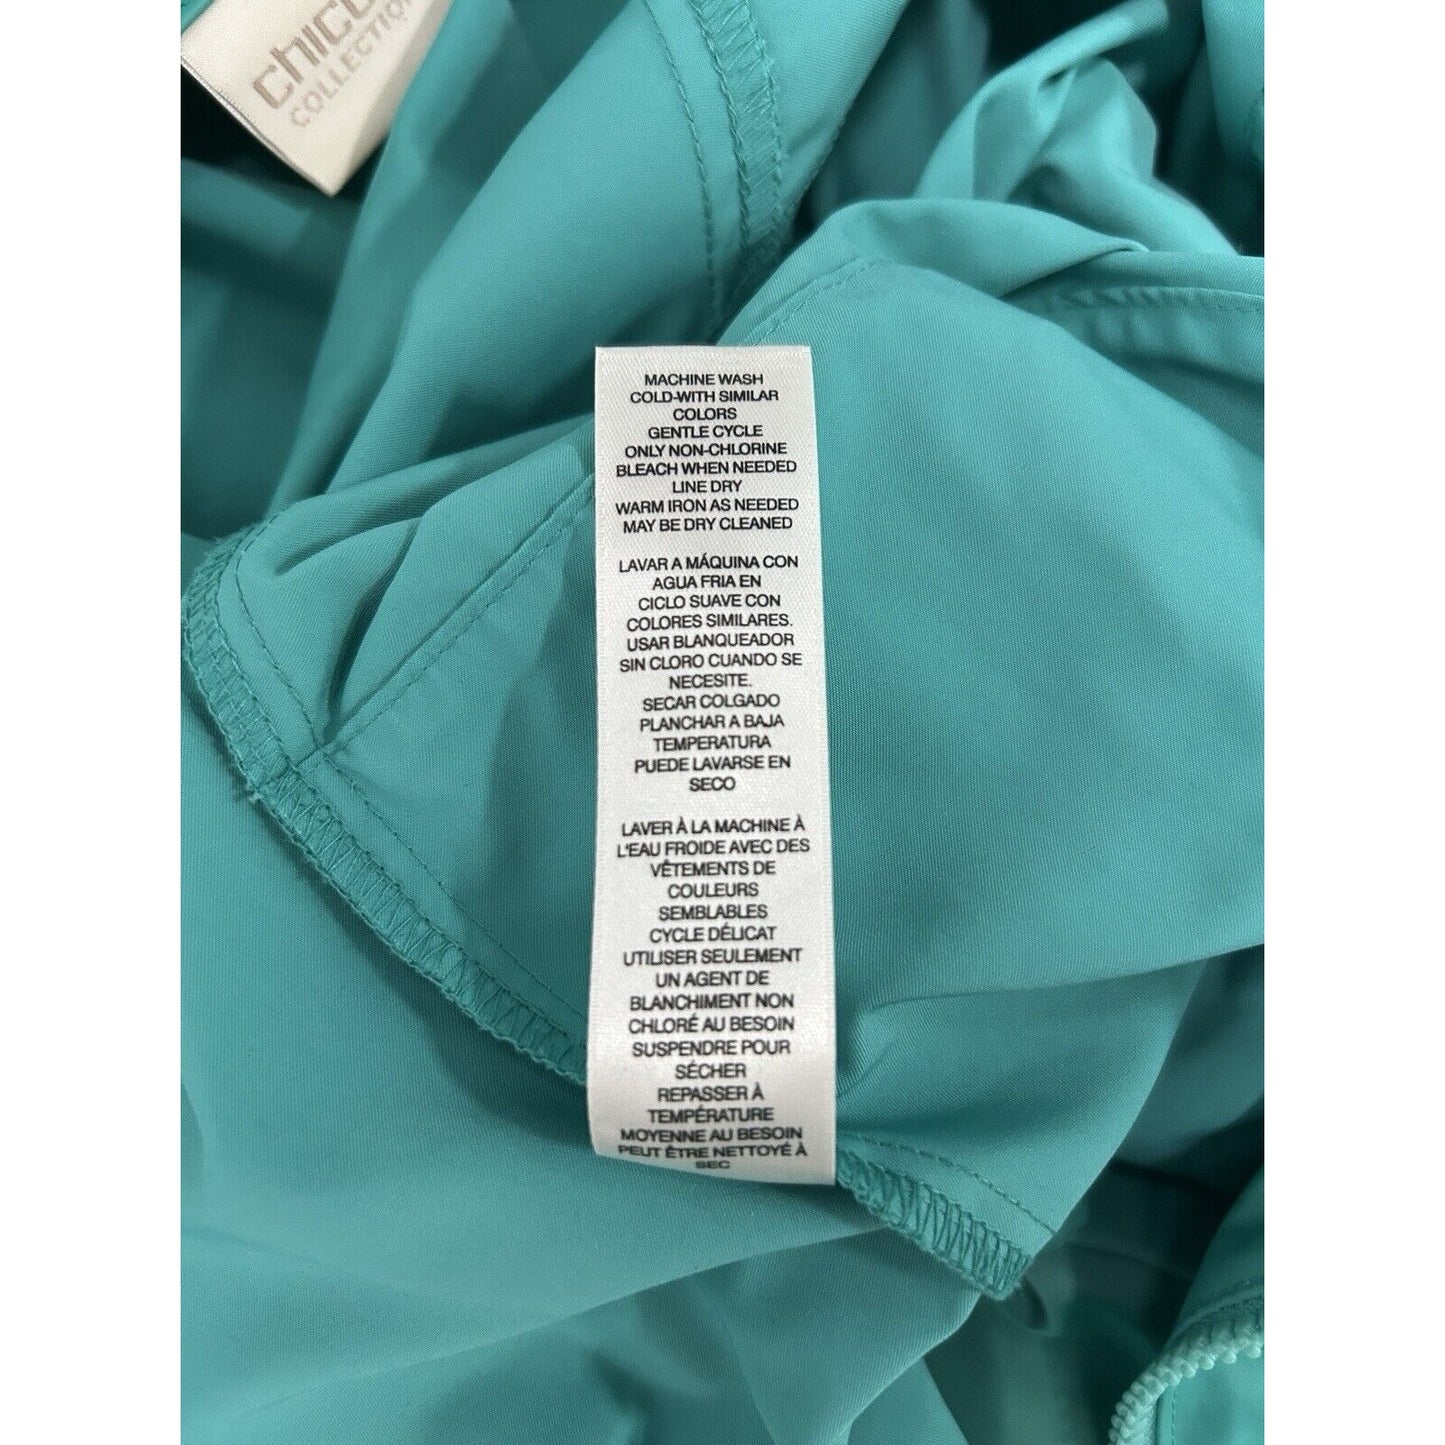 chico
COLLECTION
MACHINE WASH
COLD-WITH SIMILAR
COLORS
GENTLE CYCLE
ONLY NON-CHLORINE
BLEACH WHEN NEEDED
LINE DRY
WARM IRON AS NEEDED
MAY BE DRY CLEANED
LAVAR A MÁQUINA CON
AGUA FRIA EN
CICLO SUAVE CON
COLORES SIMILARES.
USAR BLANQUEADOR
SIN CLORO CUANDO SE
NECESITE.
SECAR COLGADO
PLANCHAR A BAJA
TEMPERATURA
PUEDE LAVARSE EN
SECO
LAVER À LA MACHINE À
L'EAU FROIDE AVEC DES
VÊTEMENTS DE
COULEURS
SEMBLABLES
CYCLE DÉLICAT
UTILISER SEULEMENT
UN AGENT DE
BLANCHIMENT NON
CHLORÉ AU BESOIN
SUSPENDRE POUR
SÉCHER
REPASSER À
TEMPÉRATURE
MOYENNE AU BESOIN
PEUT ÊTRE NETTOYÉ À
SEC